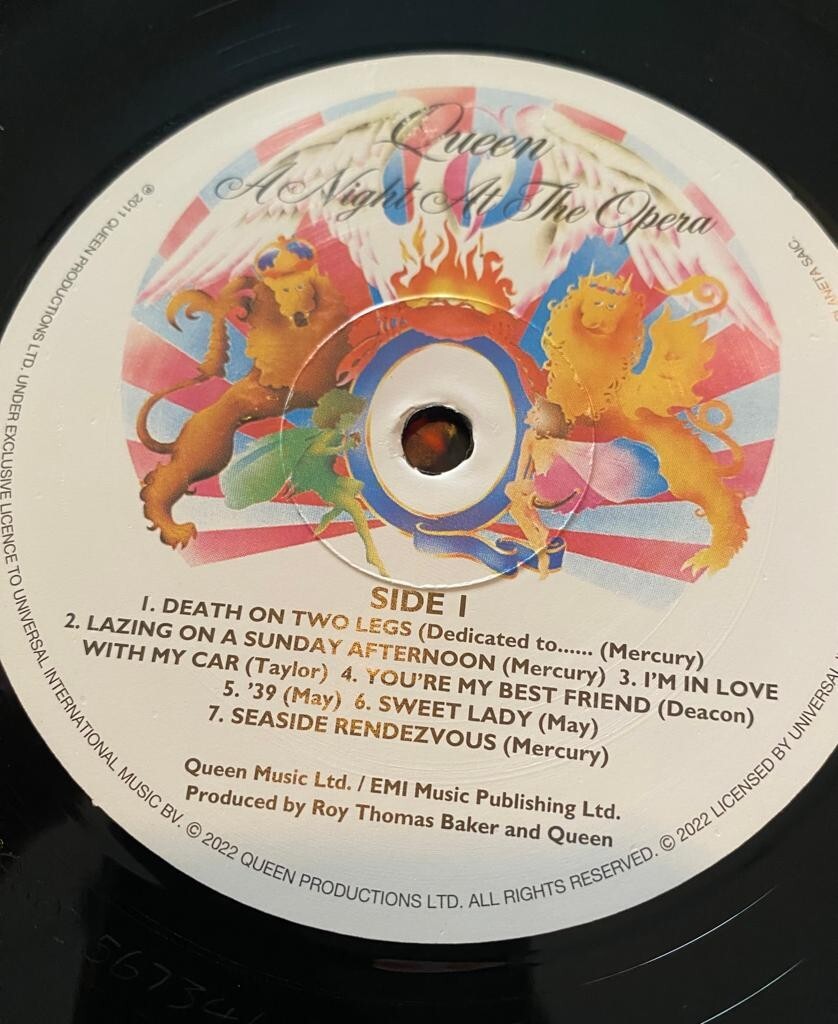 Queen
A Night At The Opera
SIDE 1
1. DEATH ON TWO LEGS (Dedicated to...... (Mercury)
2. LAZING ON A SUNDAY AFTERNOON (Mercury) 3. I'M IN LOVE
WITH MY CAR (Taylor) 4. YOU'RE MY BEST FRIEND (Deacon)
5. '39 (May) 6. SWEET LADY (May)
7. SEASIDE RENDEZVOUS (Mercury)
Queen Music Ltd. / EMI Music Publishing Ltd.
Produced by Roy Thomas Baker and Queen
℗ 2011 QUEEN PRODUCTIONS LTD. UNDER EXCLUSIVE LICENCE TO UNIVERSAL INTERNATIONAL MUSIC BV. © 2022 QUEEN PRODUCTIONS LTD. ALL RIGHTS RESERVED. © 2022 LICENSED BY UNIVERSAL
PLANETA SAIC.